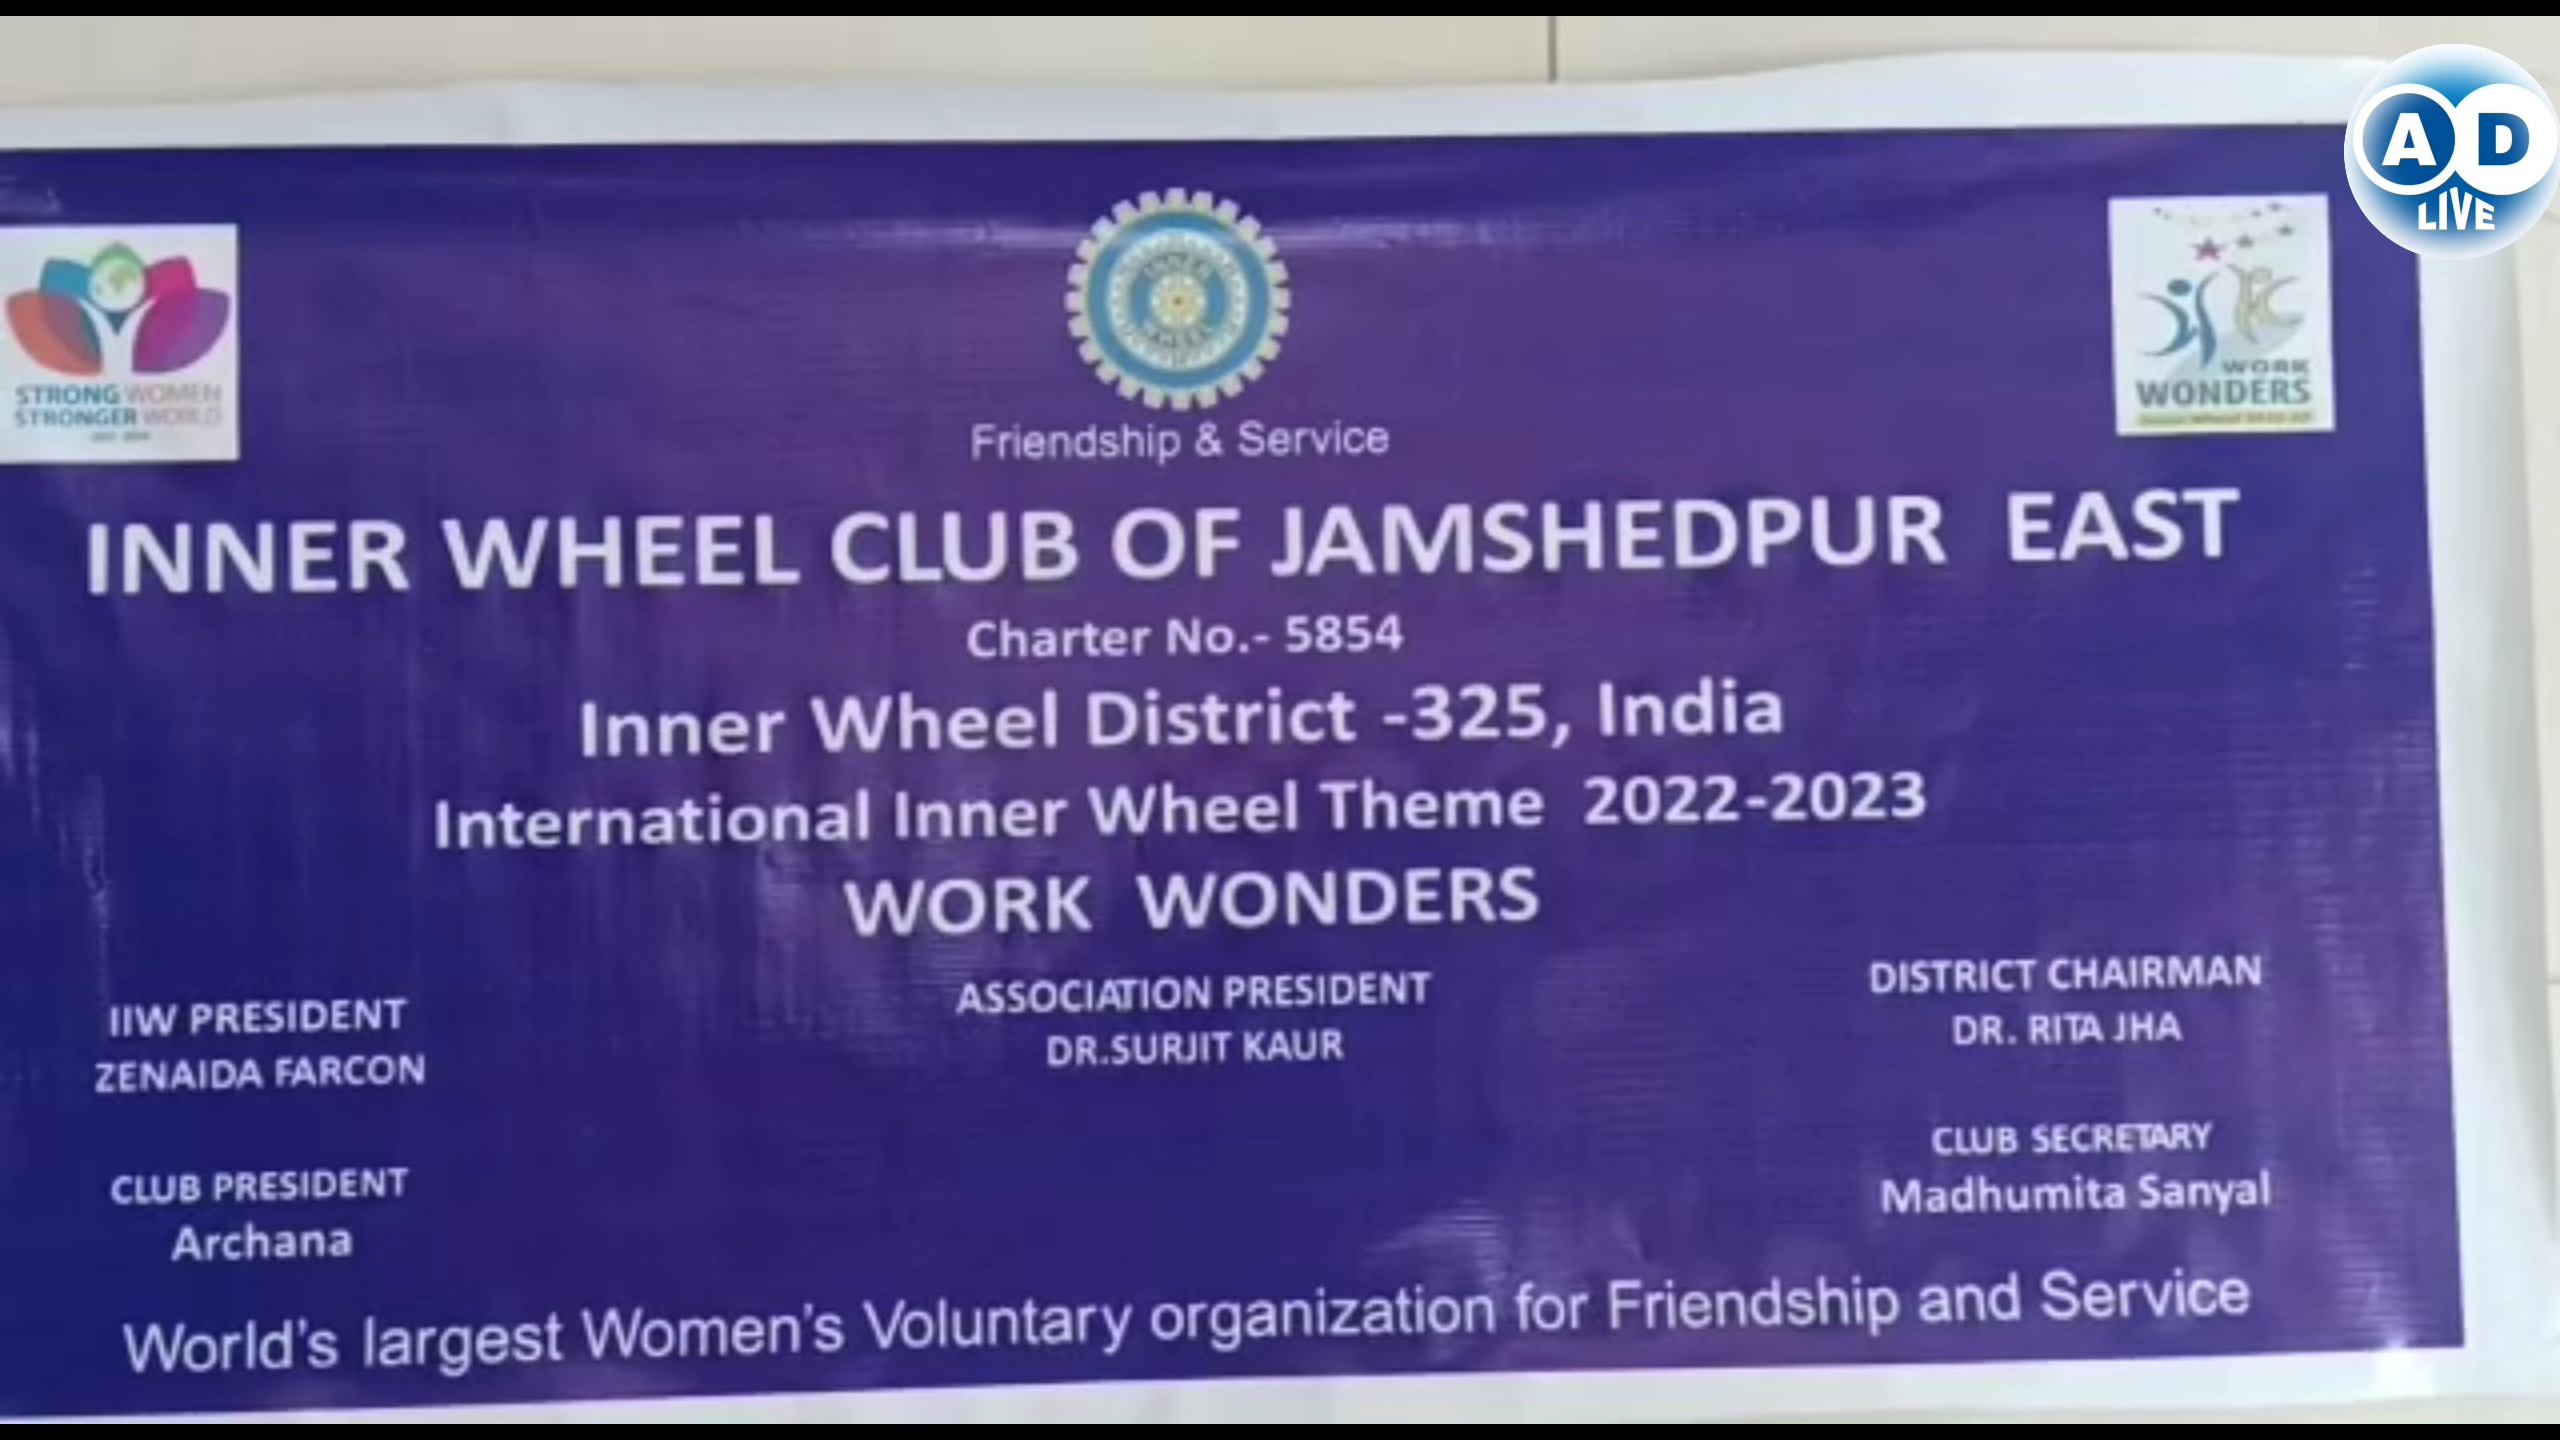 A D
LIVE
STRONG WOMEN
STRONGER WORLD
INNER
WHEEL
WORK
WONDERS
Friendship & Service
INNER WHEEL CLUB OF JAMSHEDPUR EAST
Charter No.- 5854
Inner Wheel District -325, India
International Inner Wheel Theme 2022-2023
WORK WONDERS
IIW PRESIDENT
ZENAIDA FARCON
ASSOCIATION PRESIDENT
DR.SURJIT KAUR
DISTRICT CHAIRMAN
DR. RITA JHA
CLUB PRESIDENT
Archana
CLUB SECRETARY
Madhumita Sanyal
World's largest Women's Voluntary organization for Friendship and Service